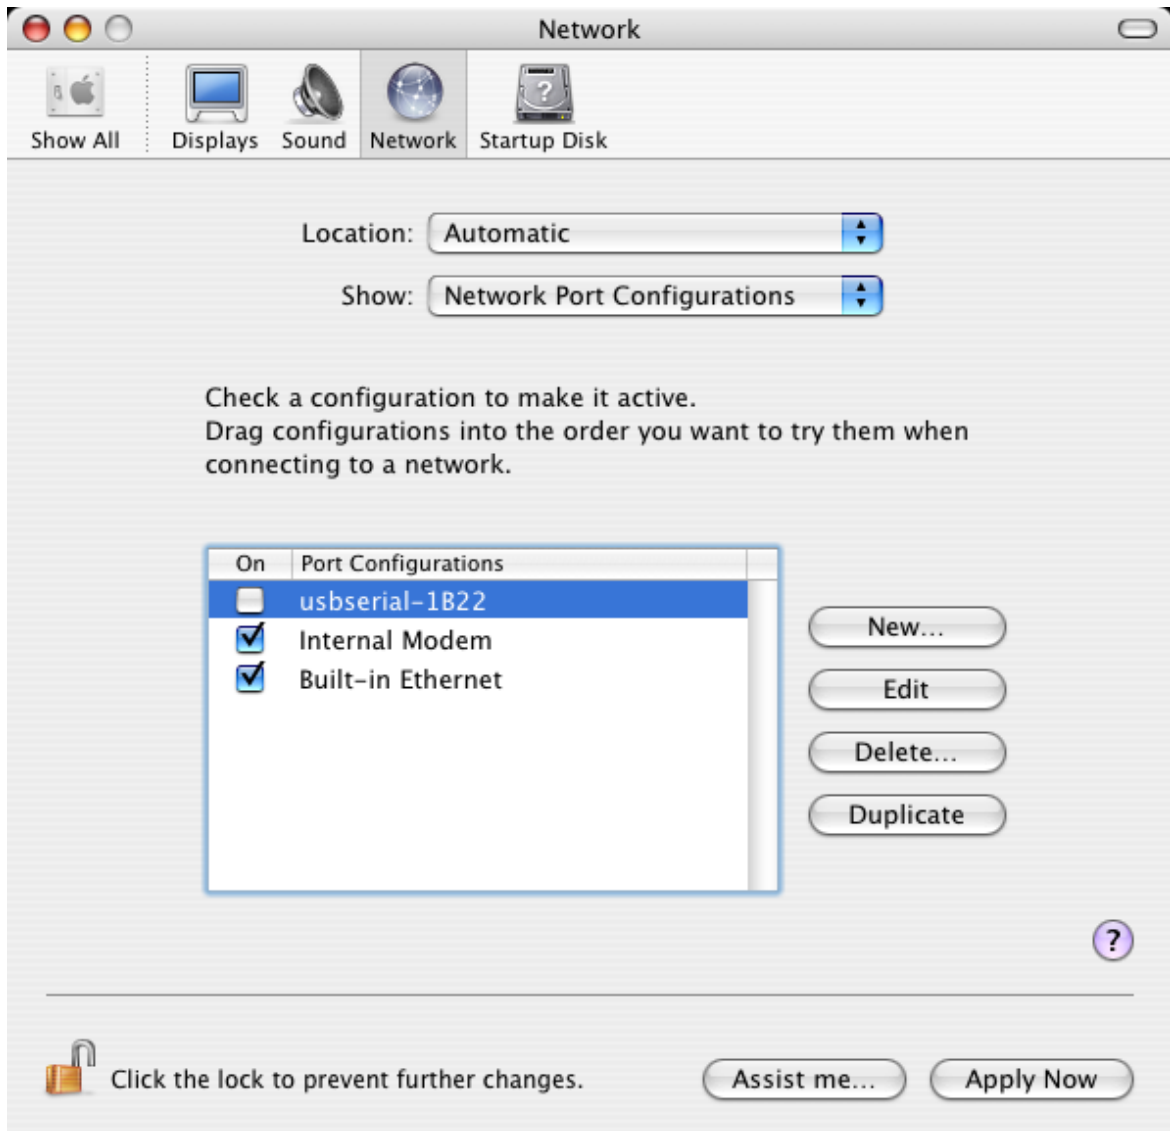 Network
Show All
Displays
Sound
Network
Startup Disk
Location: Automatic
Show: Network Port Configurations
Check a configuration to make it active.
Drag configurations into the order you want to try them when
connecting to a network.
On Port Configurations
usbserial-1B22
Internal Modem
Built-in Ethernet
New...
Edit
Delete...
Duplicate
?
Click the lock to prevent further changes.
Assist me...
Apply Now